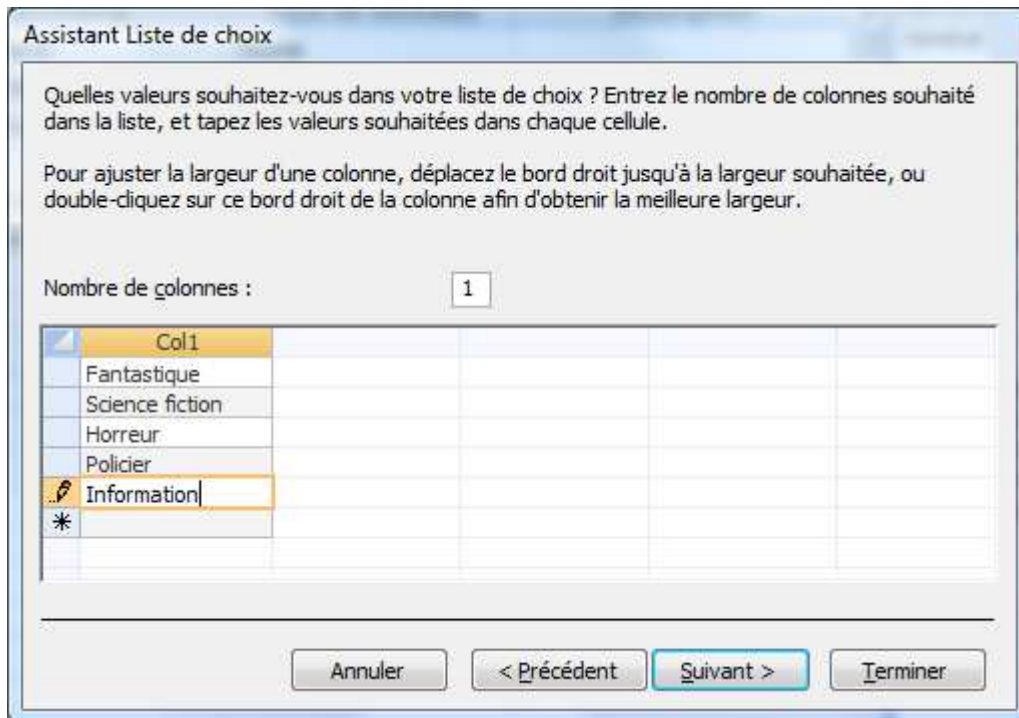 Assistant Liste de choix
Quelles valeurs souhaitez-vous dans votre liste de choix ? Entrez le nombre de colonnes souhaité
dans la liste, et tapez les valeurs souhaitées dans chaque cellule.
Pour ajuster la largeur d'une colonne, déplacez le bord droit jusqu'à la largeur souhaitée, ou
double-cliquez sur ce bord droit de la colonne afin d'obtenir la meilleure largeur.
Nombre de colonnes : 1
Col1
Fantastique
Science fiction
Horreur
Policier
Information
Annuler < Précédent Suivant > Terminer